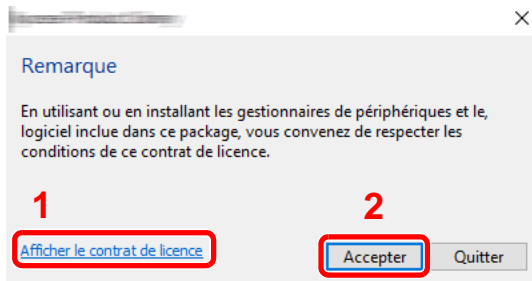 Remarque
En utilisant ou en installant les gestionnaires de périphériques et le,
logiciel inclue dans ce package, vous convenez de respecter les
conditions de ce contrat de licence.
1
2
Afficher le contrat de licence
Accepter
Quitter